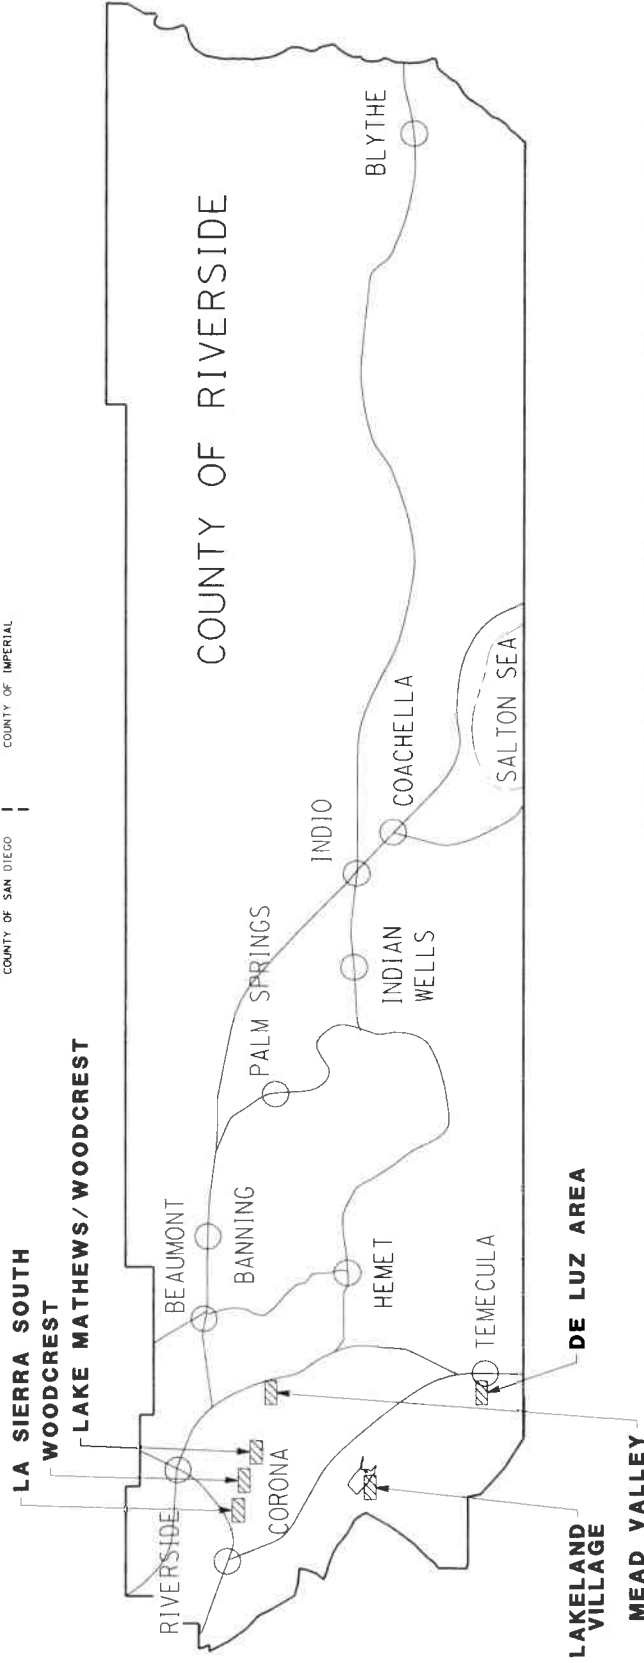 COUNTY OF SAN DIEGO
COUNTY OF IMPERIAL
LA SIERRA SOUTH
WOODCREST
LAKE MATHEWS/WOODCREST
COUNTY OF RIVERSIDE
RIVERSIDE
CORONA
BEAUMONT
BANNING
HEMET
PALM SPRINGS
INDIAN
WELLS
INDIO
COACHELLA
SALTON SEA
BLYTHE
TEMECULA
LAKELAND
VILLAGE
MEAD VALLEY
DE LUZ AREA